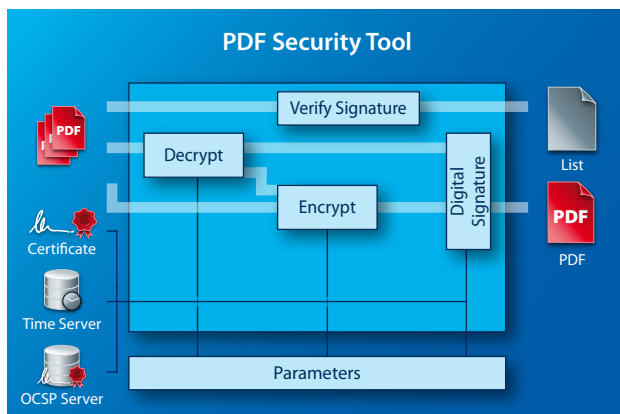 PDF Security Tool
Verify Signature
PDF
List
Decrypt
Digital
Signature
Encrypt
PDF
PDF
Certificate
Time Server
OCSP Server
Parameters